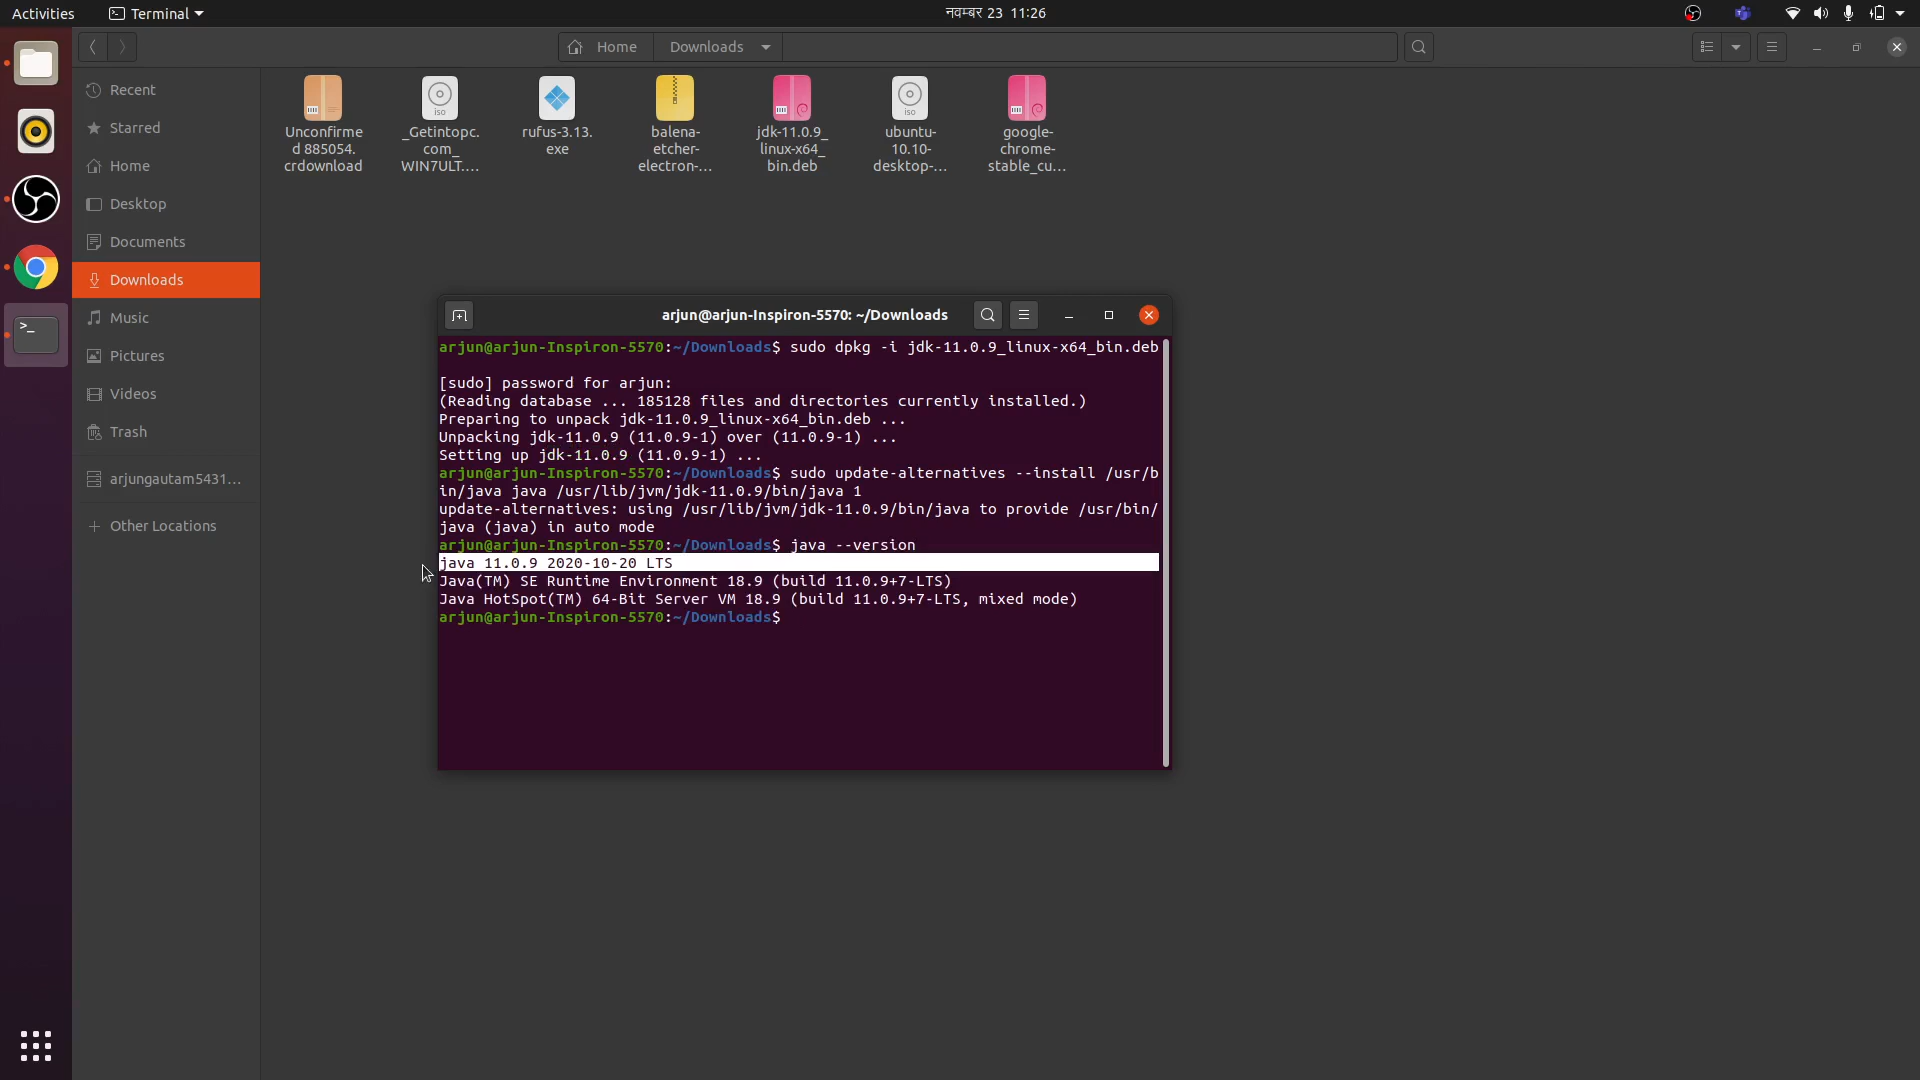 Activities
Terminal
नवम्बर 23 11:26
Home
Downloads
Recent
Starred
Home
Desktop
Documents
Downloads
Music
Pictures
Videos
Trash
arjungautam5431...
Other Locations
Unconfirme
d 885054.
crdownload
iso
_Getintopc.
com_
WIN7ULT....
rufus-3.13.
exe
balena-
etcher-
electron-...
jdk-11.0.9_
linux-x64_
bin.deb
iso
ubuntu-
10.10-
desktop-...
google-
chrome-
stable_cu...
arjun@arjun-Inspiron-5570: ~/Downloads
arjun@arjun-Inspiron-5570:~/Downloads$ sudo dpkg -i jdk-11.0.9_linux-x64_bin.deb
[sudo] password for arjun:
(Reading database ... 185128 files and directories currently installed.)
Preparing to unpack jdk-11.0.9_linux-x64_bin.deb ...
Unpacking jdk-11.0.9 (11.0.9-1) over (11.0.9-1) ...
Setting up jdk-11.0.9 (11.0.9-1) ...
arjun@arjun-Inspiron-5570:~/Downloads$ sudo update-alternatives --install /usr/b
in/java java /usr/lib/jvm/jdk-11.0.9/bin/java 1
update-alternatives: using /usr/lib/jvm/jdk-11.0.9/bin/java to provide /usr/bin/
java (java) in auto mode
arjun@arjun-Inspiron-5570:~/Downloads$ java --version
java 11.0.9 2020-10-20 LTS
Java(TM) SE Runtime Environment 18.9 (build 11.0.9+7-LTS)
Java HotSpot(TM) 64-Bit Server VM 18.9 (build 11.0.9+7-LTS, mixed mode)
arjun@arjun-Inspiron-5570:~/Downloads$